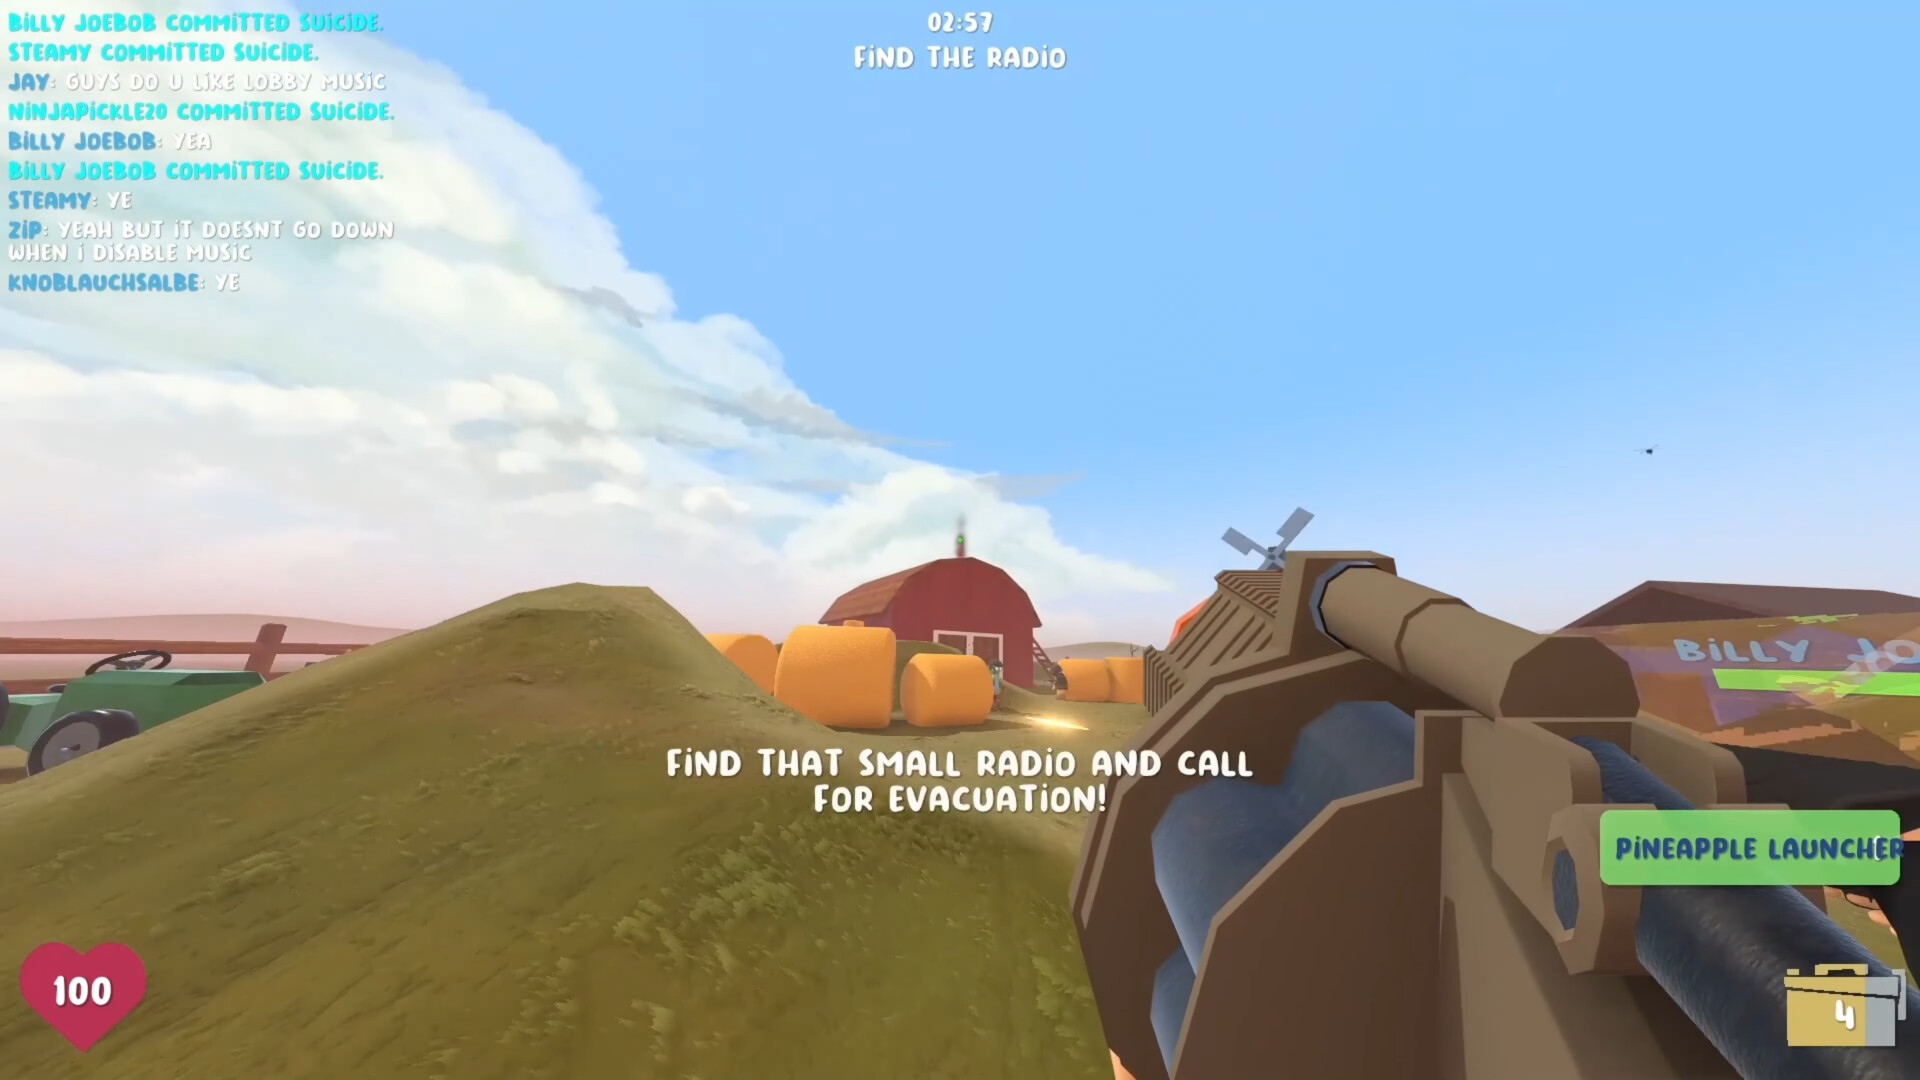 BILLY JOEBOB COMMITTED SUICIDE.
STEAMY COMMITTED SUICIDE.
JAY: GUYS DO U LIKE LOBBY MUSIC
NINJAPICKLE20 COMMITTED SUICIDE.
BILLY JOEBOB: YEA
BILLY JOEBOB COMMITTED SUICIDE.
STEAMY: YE
ZIP: YEAH BUT IT DOESNT GO DOWN
WHEN I DISABLE MUSIC
KNOBLAUCHSALBE: YE
02:57
FIND THE RADIO
BILLY JO
FIND THAT SMALL RADIO AND CALL
FOR EVACUATION!
PINEAPPLE LAUNCHER
100
4